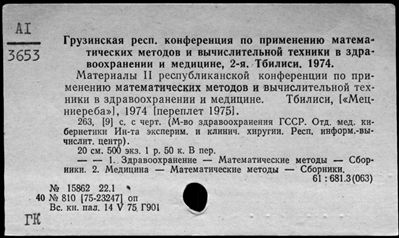 AI
3653
Грузинская респ. конференция по применению матема-
тических методов и вычислительной техники в здра-
воохранении и медицине, 2-я. Тбилиси, 1974.
Материалы II республиканской конференции по при-
менению математических методов и вычислительной тех-
ники в здравоохранении и медицине. Тбилиси, [«Мец-
ниереба»], 1974 [переплет 1975].
263, [9] с. с черт. (М-во здравоохранения ГССР. Отд. мед. ки-
бернетики Ин-та эксперим. и клинич. хирургии. Респ. информ.-вы-
числит. центр).
20 см. 500 экз. 1 р. 50 к. В пер.
— — 1. Здравоохранение — Математические методы — Сбор-
ники. 2. Медицина — Математические методы — Сборники.
61 : 681.3(063)
№ 15862 22.1
40 № 810 [75-23247] оп
Вс. кн. пал. 14 V 75 Г901
ГК